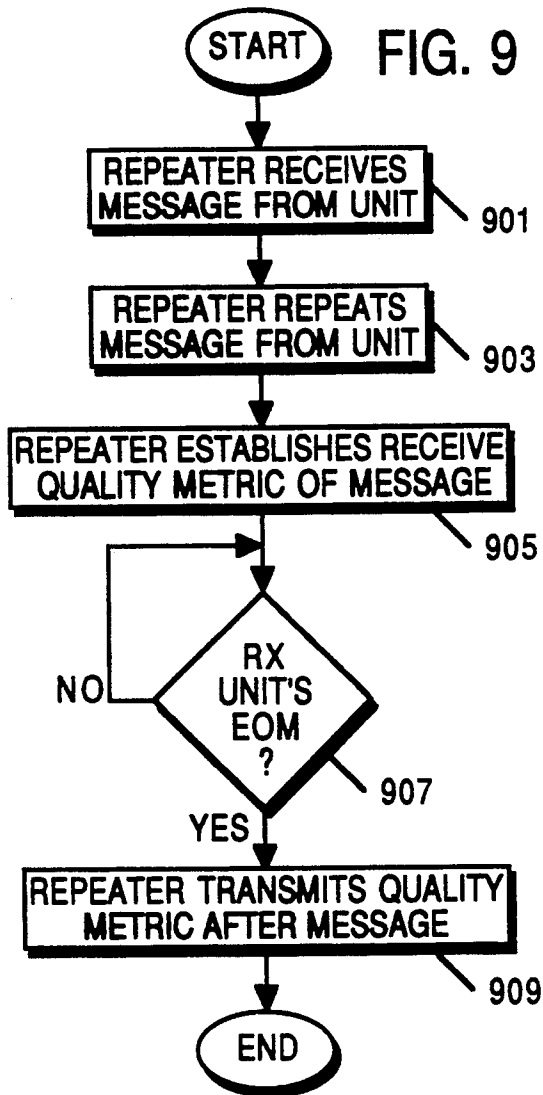 START
FIG. 9
REPEATER RECEIVES
MESSAGE FROM UNIT
901
REPEATER REPEATS
MESSAGE FROM UNIT
903
REPEATER ESTABLISHES RECEIVE
QUALITY METRIC OF MESSAGE
905
RX
UNIT'S
EOM
?
NO
907
YES
REPEATER TRANSMITS QUALITY
METRIC AFTER MESSAGE
909
END